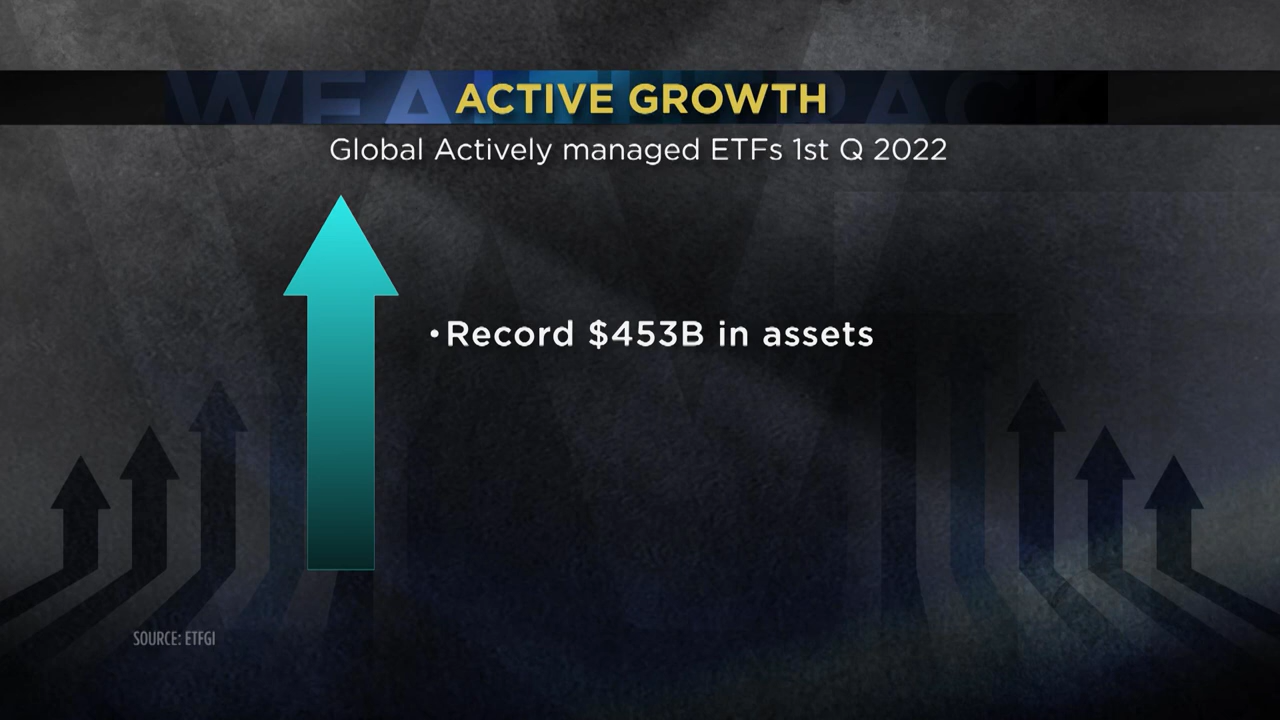 ACTIVE GROWTH
Global Actively managed ETFs 1st Q 2022
•Record $453B in assets
SOURCE: ETFGI